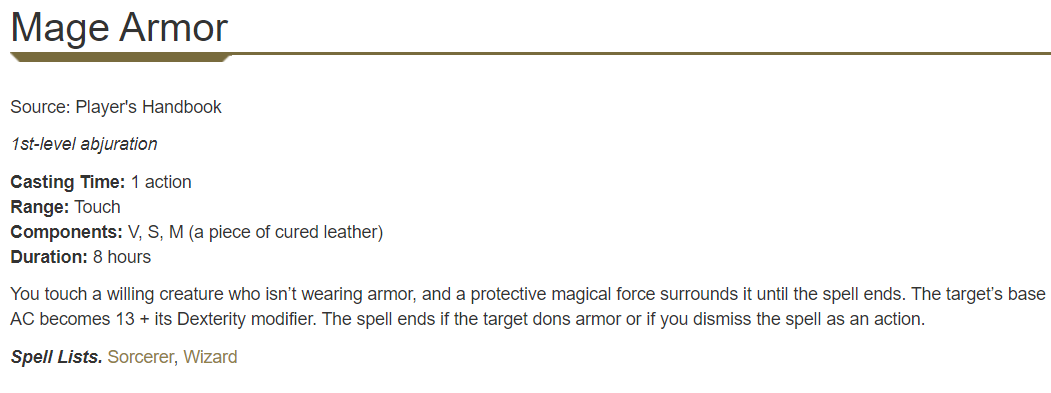 Mage Armor
Source: Player's Handbook
1st-level abjuration
Casting Time: 1 action
Range: Touch
Components: V, S, M (a piece of cured leather)
Duration: 8 hours
You touch a willing creature who isn’t wearing armor, and a protective magical force surrounds it until the spell ends. The target’s base
AC becomes 13 + its Dexterity modifier. The spell ends if the target dons armor or if you dismiss the spell as an action.
Spell Lists. Sorcerer, Wizard